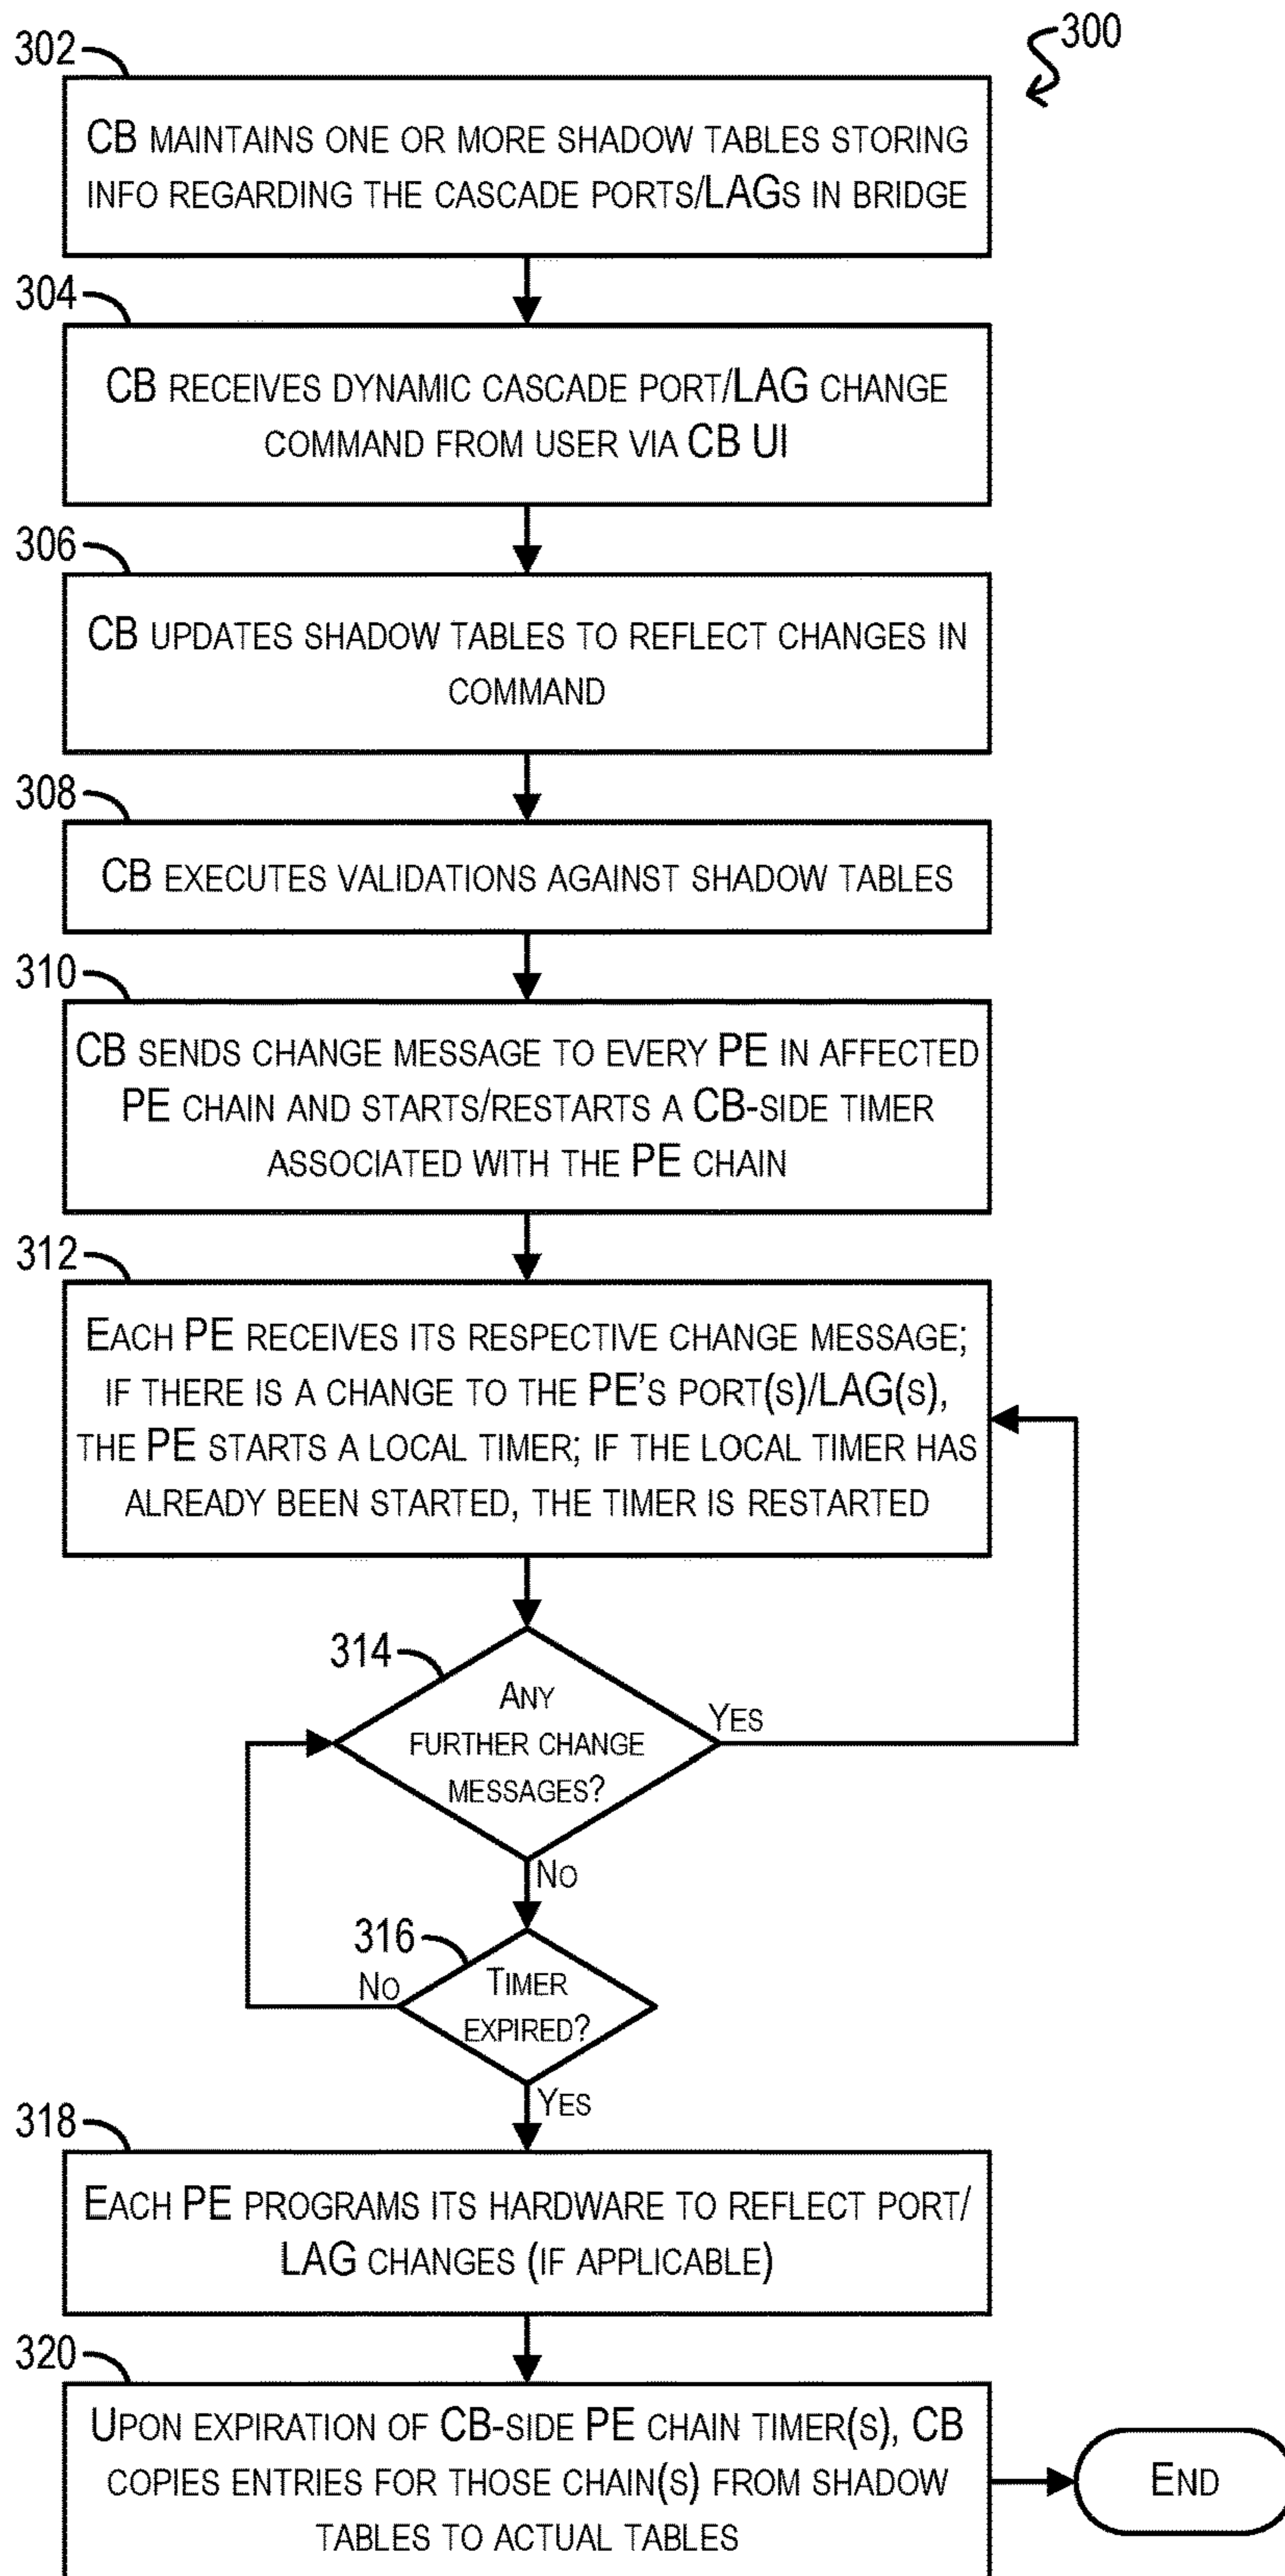 300
302
CB MAINTAINS ONE OR MORE SHADOW TABLES STORING
INFO REGARDING THE CASCADE PORTS/LAGS IN BRIDGE
304
CB RECEIVES DYNAMIC CASCADE PORT/LAG CHANGE
COMMAND FROM USER VIA CB UI
306
CB UPDATES SHADOW TABLES TO REFLECT CHANGES IN
COMMAND
308
CB EXECUTES VALIDATIONS AGAINST SHADOW TABLES
310
CB SENDS CHANGE MESSAGE TO EVERY PE IN AFFECTED
PE CHAIN AND STARTS/RESTARTS A CB-SIDE TIMER
ASSOCIATED WITH THE PE CHAIN
312
EACH PE RECEIVES ITS RESPECTIVE CHANGE MESSAGE;
IF THERE IS A CHANGE TO THE PE'S PORT(S)/LAG(S),
THE PE STARTS A LOCAL TIMER; IF THE LOCAL TIMER HAS
ALREADY BEEN STARTED, THE TIMER IS RESTARTED
314
ANY
FURTHER CHANGE
MESSAGES?
YES
NO
316
TIMER
EXPIRED?
NO
YES
318
EACH PE PROGRAMS ITS HARDWARE TO REFLECT PORT/
LAG CHANGES (IF APPLICABLE)
320
UPON EXPIRATION OF CB-SIDE PE CHAIN TIMER(S), CB
COPIES ENTRIES FOR THOSE CHAIN(S) FROM SHADOW
TABLES TO ACTUAL TABLES
END